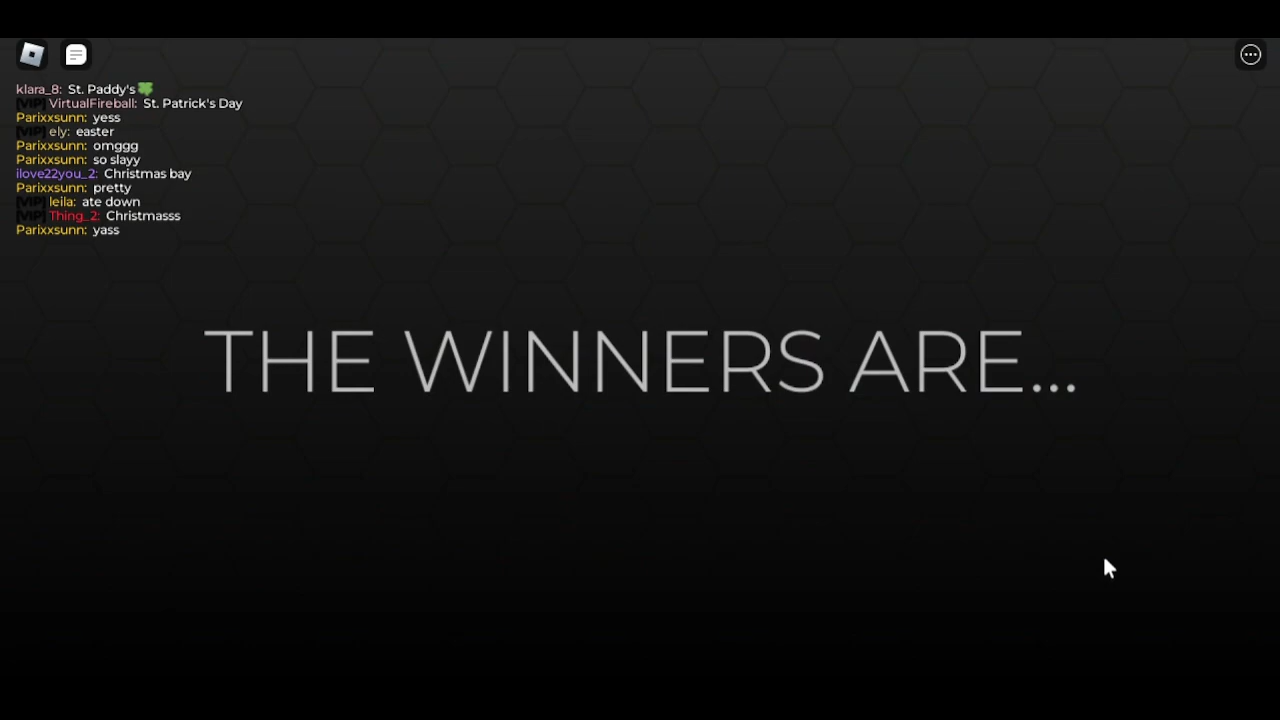 klara_8: St. Paddy's🍀
[VIP] VirtualFireball: St. Patrick's Day
Parixxsunn: yess
[VIP] ely: easter
Parixxsunn: omggg
Parixxsunn: so slayy
ilove22you_2: Christmas bay
Parixxsunn: pretty
[VIP] leila: ate down
[VIP] Thing_2: Christmasss
Parixxsunn: yass
THE WINNERS ARE...